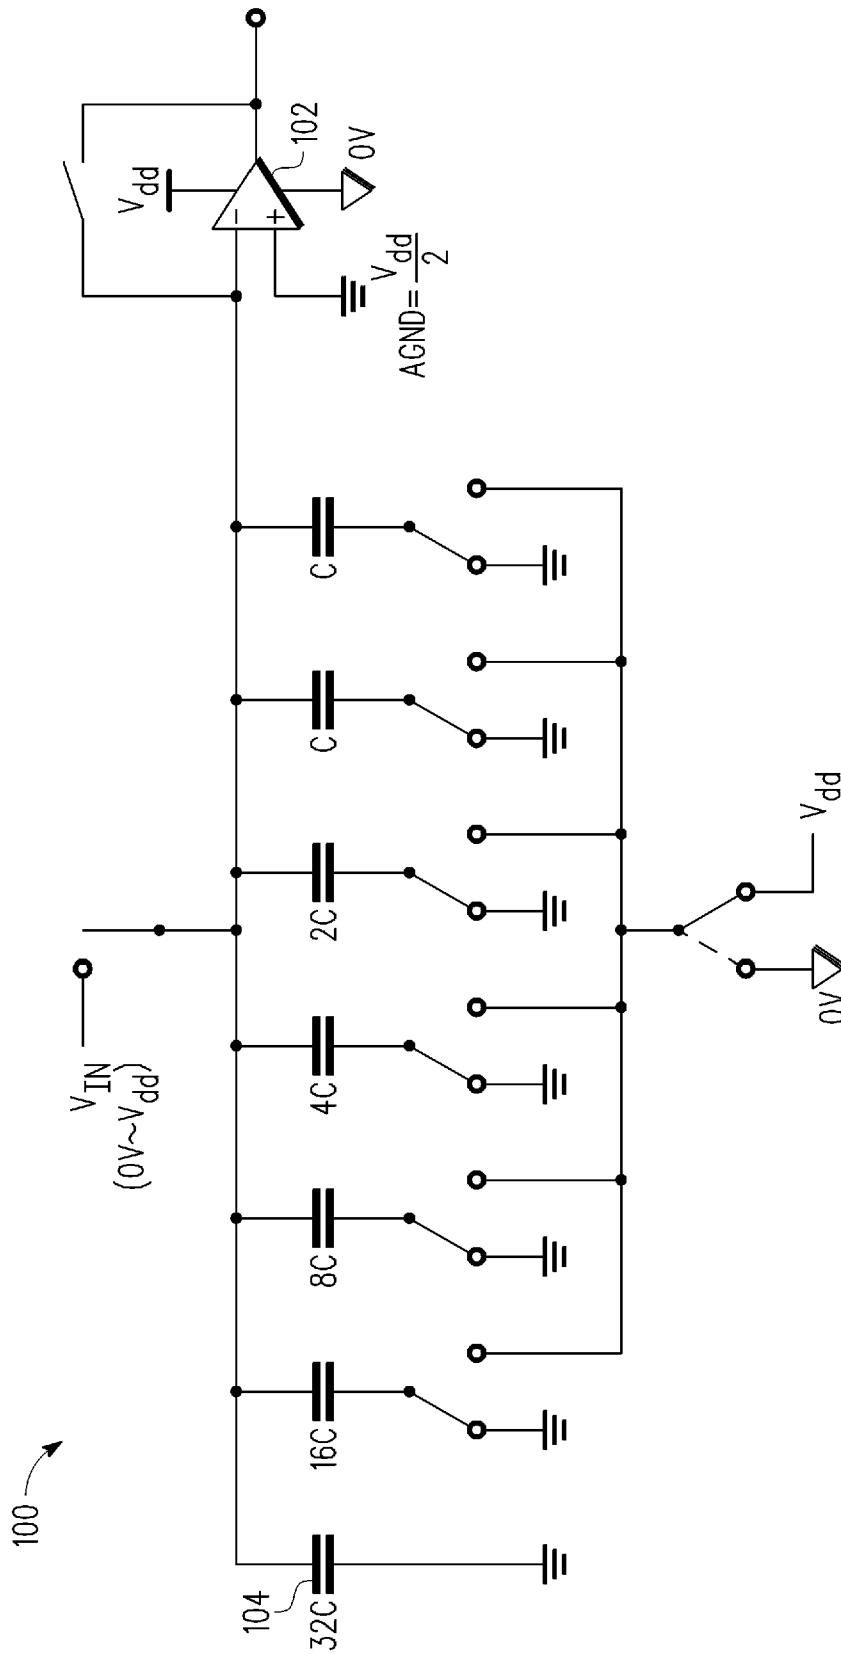 100
V_IN
(0V~V_dd)
V_dd
102
0V
AGND=V_dd/2
−
+
104
32C
16C
8C
4C
2C
C
C
0V
V_dd